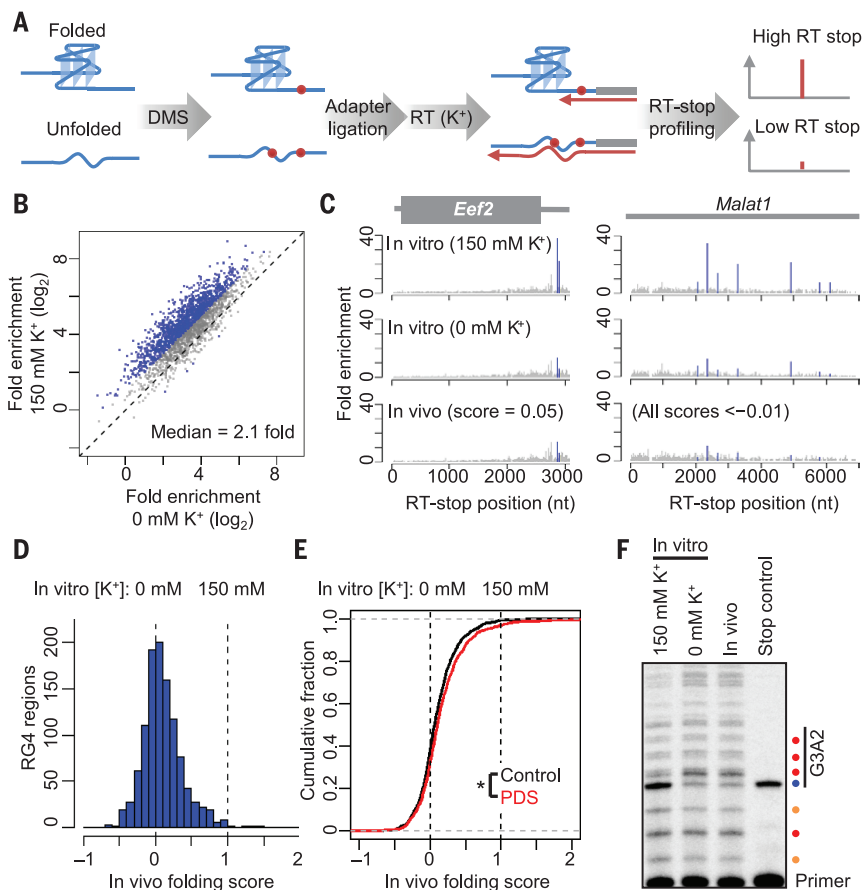 A
Folded
Unfolded
DMS
Adapter
ligation
RT (K⁺)
RT-stop
profiling
High RT stop
Low RT stop
B
Fold enrichment
150 mM K⁺ (log₂)
8
4
0
Median = 2.1 fold
0 4 8
Fold enrichment
0 mM K⁺ (log₂)
C
Eef2
Malat1
Fold enrichment
In vitro (150 mM K⁺)
40
0
40
0
In vitro (0 mM K⁺)
40
0
40
0
In vivo (score = 0.05)
(All scores <−0.01)
40
0
40
0
0 1000 2000 3000
0 2000 4000 6000
RT-stop position (nt)
RT-stop position (nt)
D
In vitro [K⁺]: 0 mM 150 mM
RG4 regions
200
150
100
50
0
−1 0 1 2
In vivo folding score
E
In vitro [K⁺]: 0 mM 150 mM
Cumulative fraction
1.0
0.8
0.6
0.4
0.2
0
*
Control
PDS
−1 0 1 2
In vivo folding score
F
In vitro
150 mM K⁺
0 mM K⁺
In vivo
Stop control
G3A2
Primer